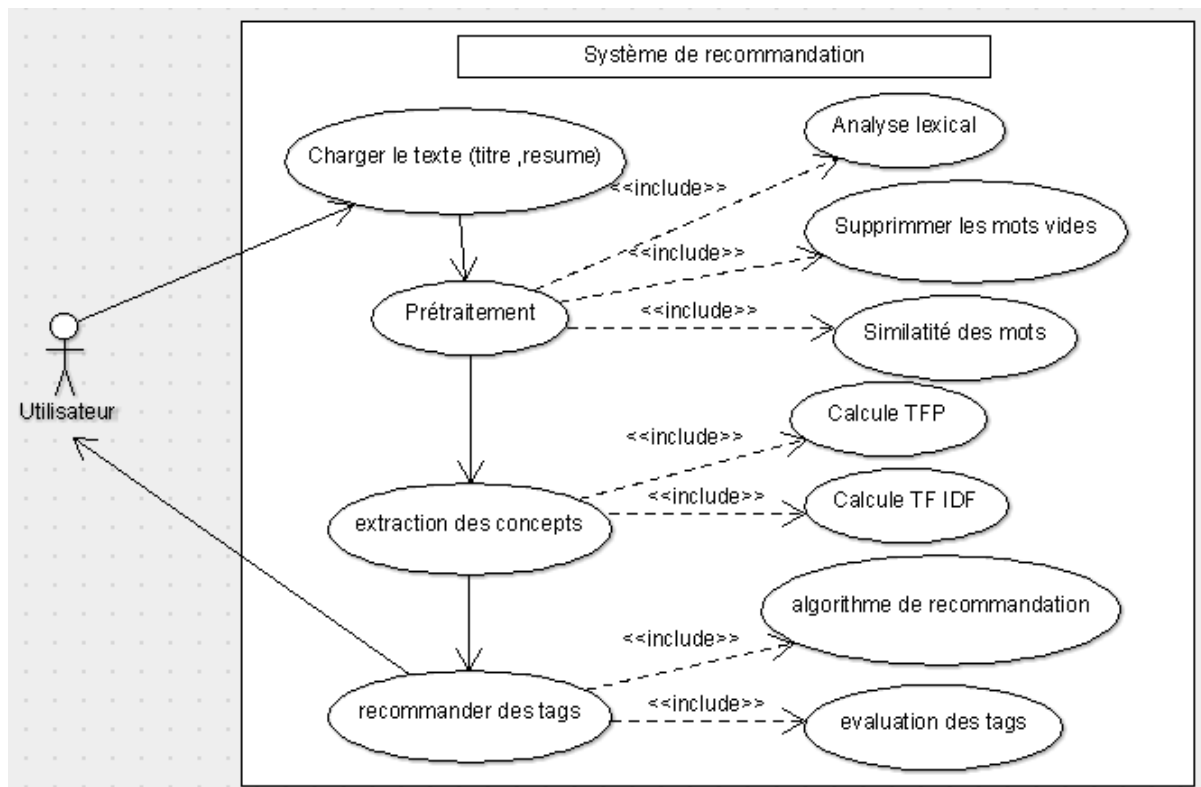 Système de recommandation
Analyse lexical
Charger le texte (titre ,resume)
<<include>>
Supprimmer les mots vides
<<include>>
Prétraitement
<<include>>
Similatité des mots
Utilisateur
Calcule TFP
<<include>>
<<include>>
Calcule TF IDF
extraction des concepts
algorithme de recommandation
<<include>>
<<include>>
recommander des tags
evaluation des tags